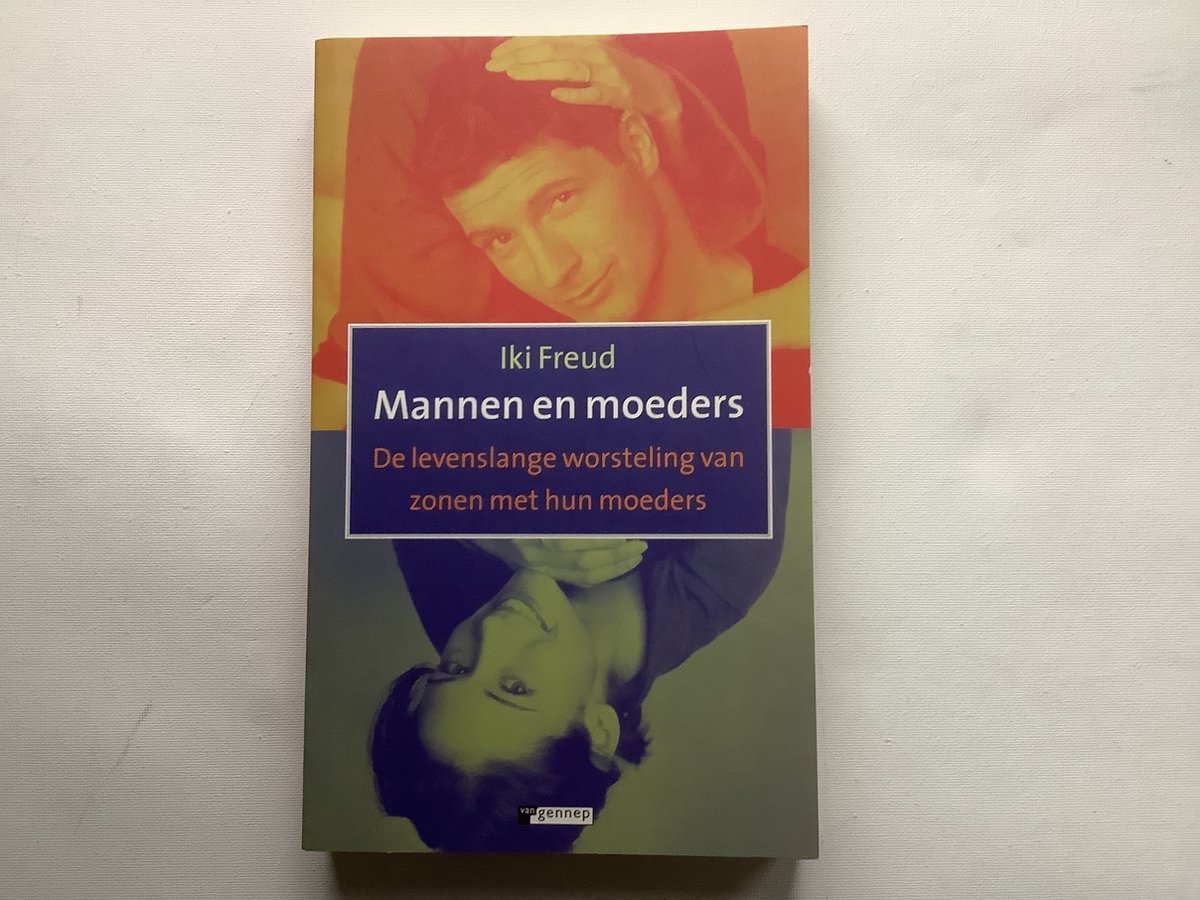 Iki Freud
Mannen en moeders
De levenslange worsteling van
zonen met hun moeders
van gennep